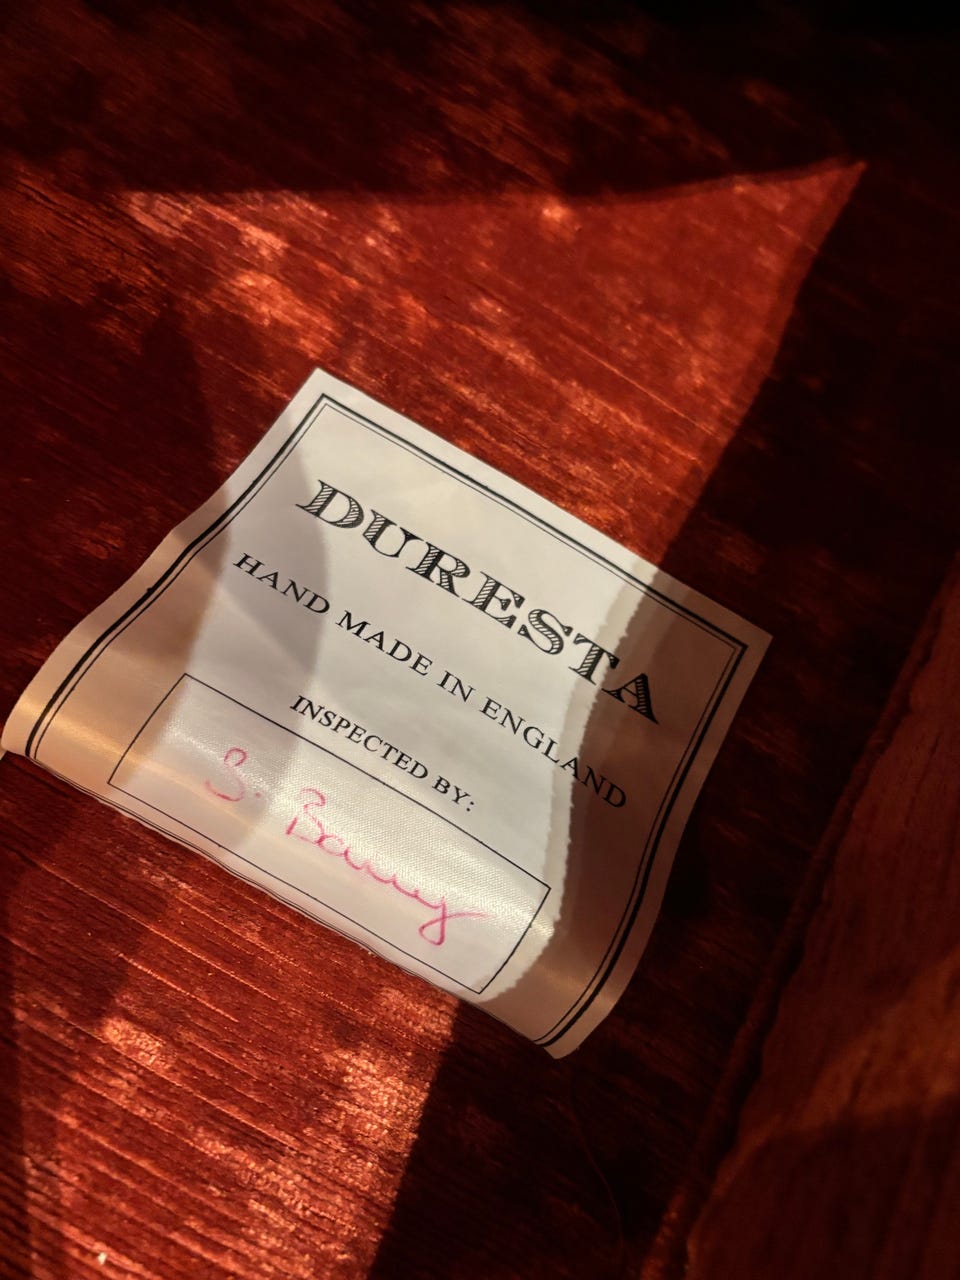 DURESTA
HAND MADE IN ENGLAND
INSPECTED BY:
S.